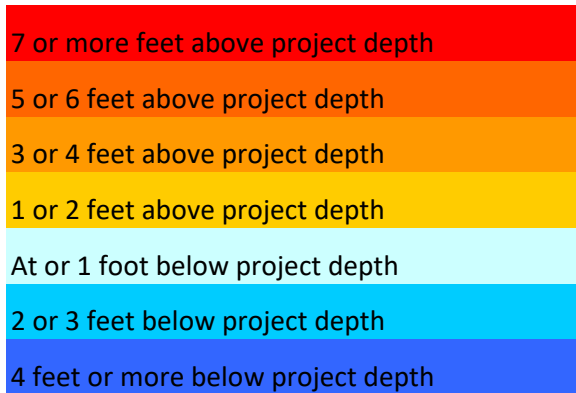 7 or more feet above project depth
5 or 6 feet above project depth
3 or 4 feet above project depth
1 or 2 feet above project depth
At or 1 foot below project depth
2 or 3 feet below project depth
4 feet or more below project depth